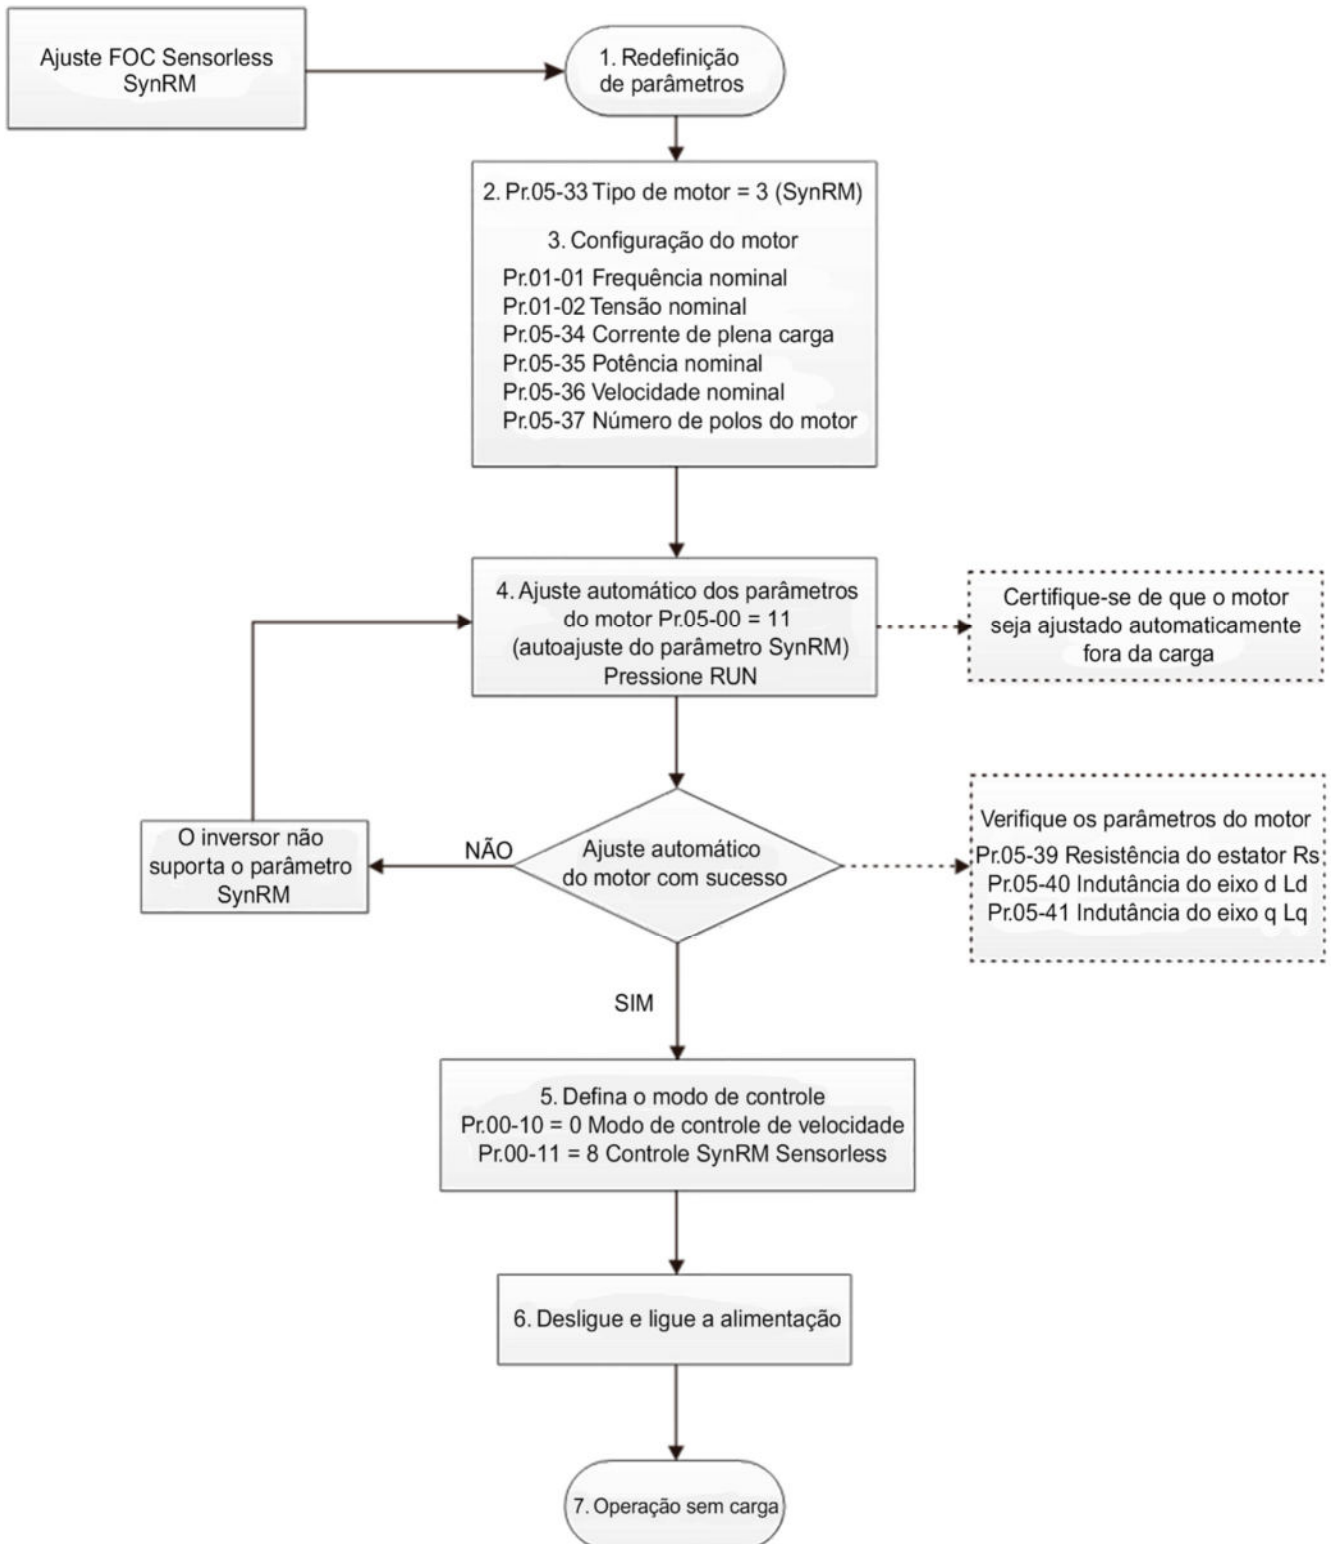 Ajuste FOC Sensorless
SynRM
1. Redefinição
de parâmetros
2. Pr.05-33 Tipo de motor = 3 (SynRM)
3. Configuração do motor
Pr.01-01 Frequência nominal
Pr.01-02 Tensão nominal
Pr.05-34 Corrente de plena carga
Pr.05-35 Potência nominal
Pr.05-36 Velocidade nominal
Pr.05-37 Número de polos do motor
4. Ajuste automático dos parâmetros
do motor Pr.05-00 = 11
(autoajuste do parâmetro SynRM)
Pressione RUN
Certifique-se de que o motor
seja ajustado automaticamente
fora da carga
O inversor não
suporta o parâmetro
SynRM
NÃO
Ajuste automático
do motor com sucesso
Verifique os parâmetros do motor
Pr.05-39 Resistência do estator Rs
Pr.05-40 Indutância do eixo d Ld
Pr.05-41 Indutância do eixo q Lq
SIM
5. Defina o modo de controle
Pr.00-10 = 0 Modo de controle de velocidade
Pr.00-11 = 8 Controle SynRM Sensorless
6. Desligue e ligue a alimentação
7. Operação sem carga